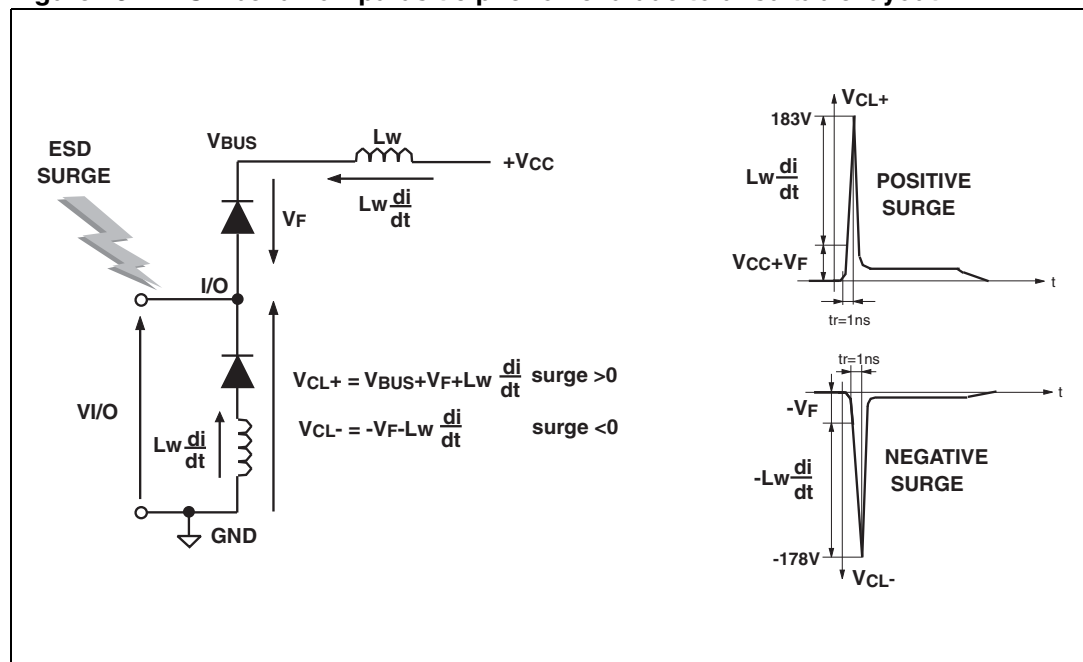 ESD
SURGE
VBUS
Lw
+VCC
Lw di/dt
VF
I/O
VI/O
Lw di/dt
GND
VCL+ = VBUS+VF+Lw di/dt surge >0
VCL- = -VF-Lw di/dt surge <0
VCL+
183V
Lw di/dt
POSITIVE
SURGE
VCC+VF
t
tr=1ns
tr=1ns
t
-VF
-Lw di/dt
NEGATIVE
SURGE
-178V
VCL-